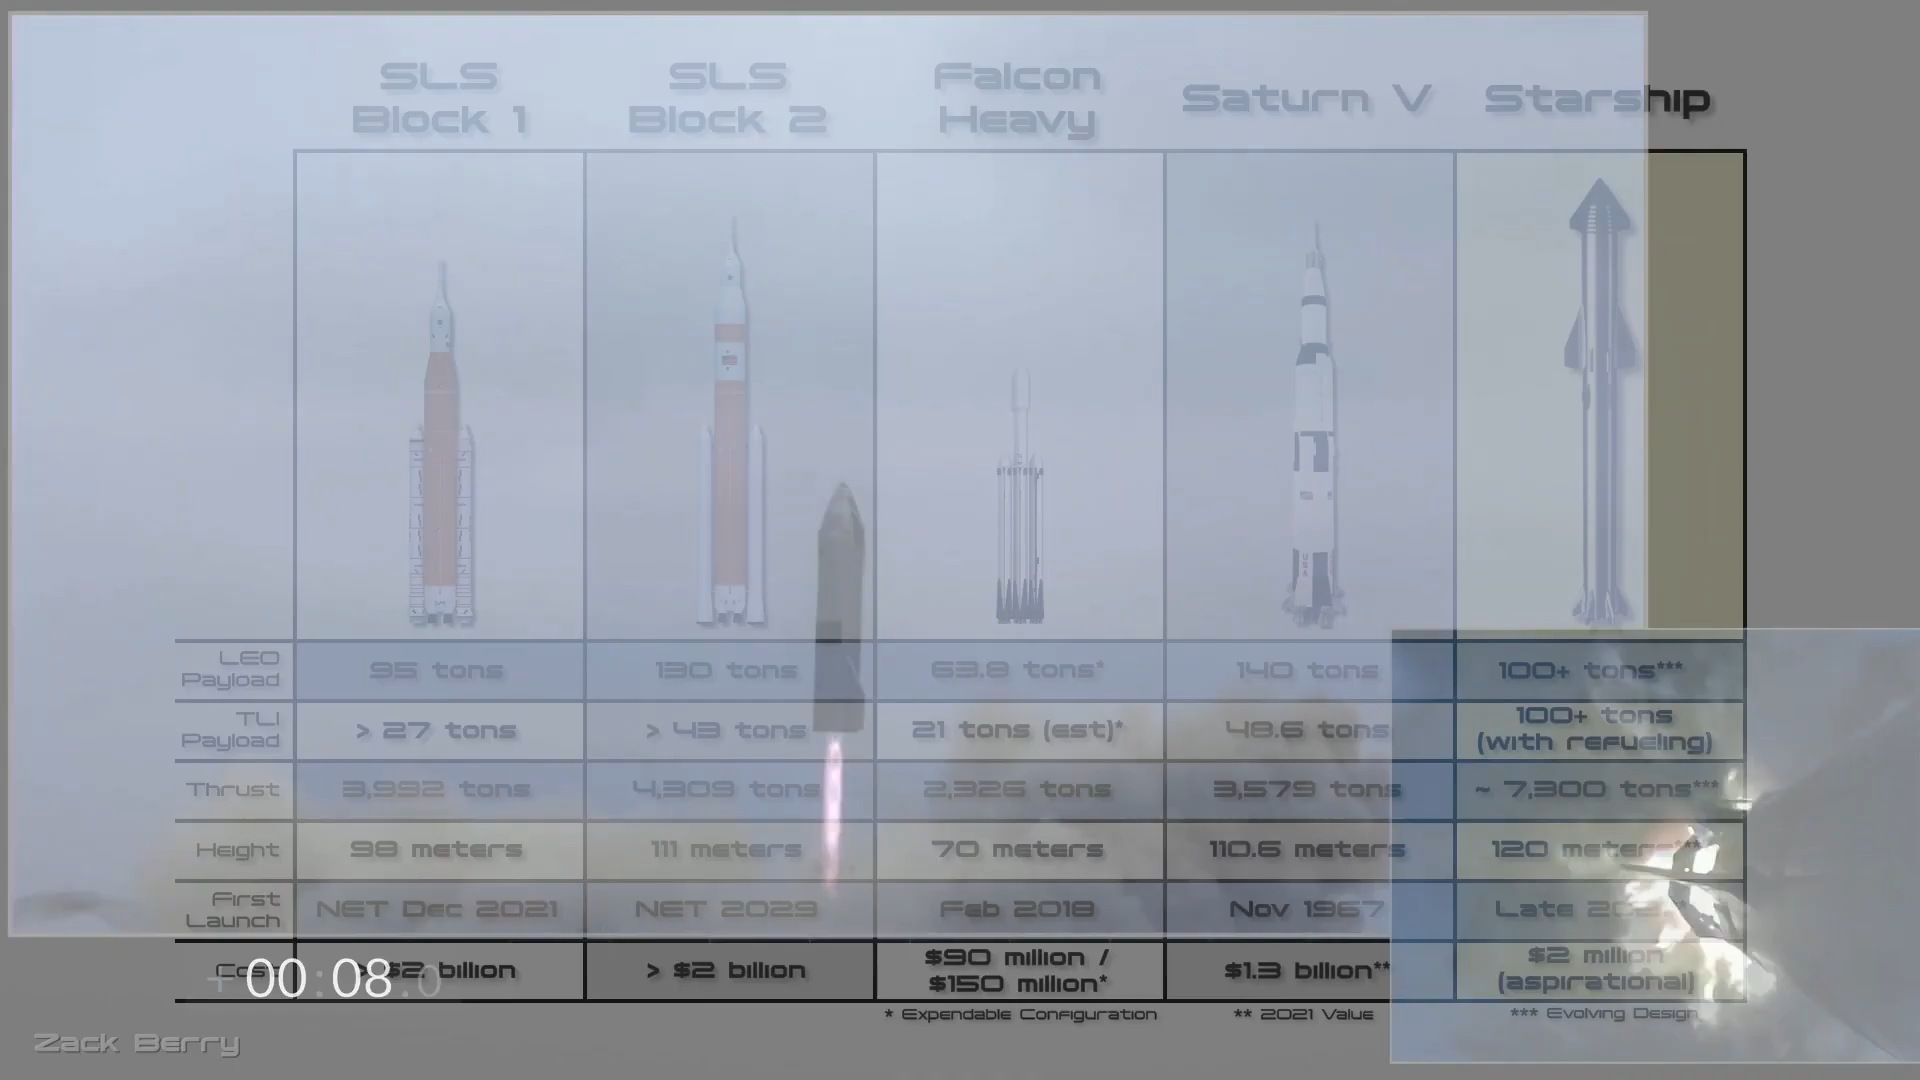 SLS
Block 1
SLS
Block 2
Falcon
Heavy
Saturn V
Starship
LEO
Payload
95 tons
130 tons
63.8 tons*
140 tons
100+ tons***
TLI
Payload
> 27 tons
> 43 tons
21 tons (est)*
48.6 tons
100+ tons
(with refueling)
Thrust
3,992 tons
4,309 tons
2,326 tons
3,579 tons
~ 7,300 tons***
Height
98 meters
111 meters
70 meters
110.6 meters
120 meters***
First
Launch
NET Dec 2021
NET 2029
Feb 2018
Nov 1967
Late
Cost
> $2 billion
> $2 billion
$90 million /
$150 million*
$1.3 billion**
$2 million
(aspirational)
+ 00:08.0
* Expendable Configuration
** 2021 Value
*** Evolving Design
Zack Berry